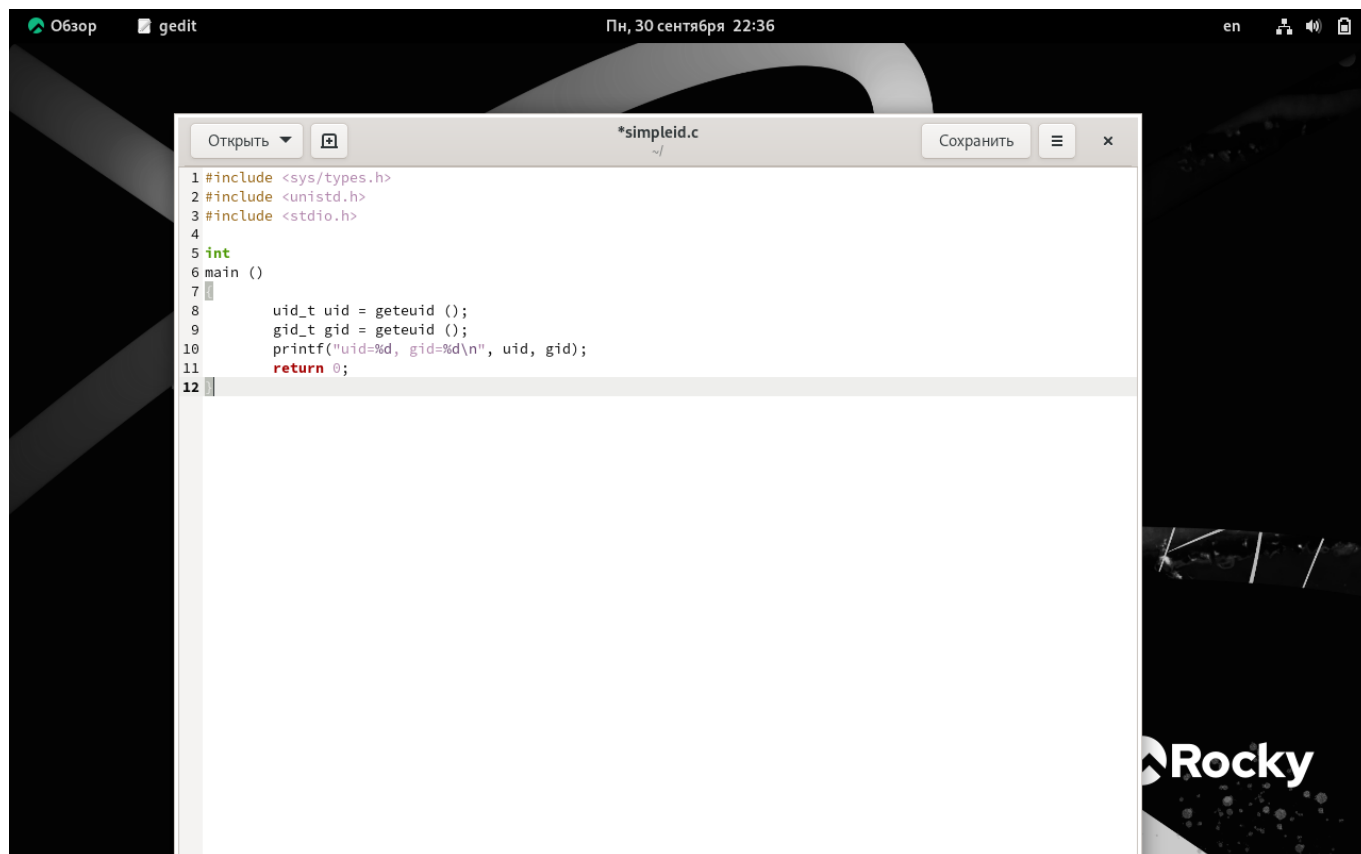 Обзор gedit Пн, 30 сентября 22:36 en
Открыть *simpleid.c Сохранить
~/
1 #include <sys/types.h>
2 #include <unistd.h>
3 #include <stdio.h>
4
5 int
6 main ()
7 {
8 uid_t uid = geteuid ();
9 gid_t gid = geteuid ();
10 printf("uid=%d, gid=%d\n", uid, gid);
11 return 0;
12 }
Rocky